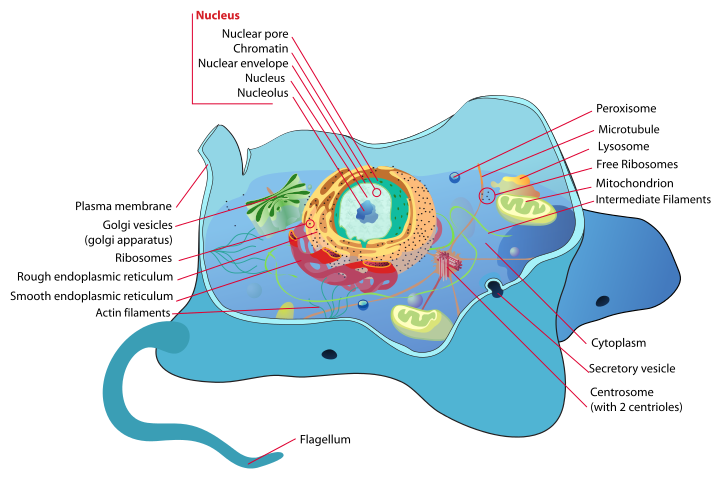 Nucleus
Nuclear pore
Chromatin
Nuclear envelope
Nucleus
Nucleolus
Plasma membrane
Golgi vesicles
(golgi apparatus)
Ribosomes
Rough endoplasmic reticulum
Smooth endoplasmic reticulum
Actin filaments
Peroxisome
Microtubule
Lysosome
Free Ribosomes
Mitochondrion
Intermediate Filaments
Cytoplasm
Secretory vesicle
Centrosome
(with 2 centrioles)
Flagellum